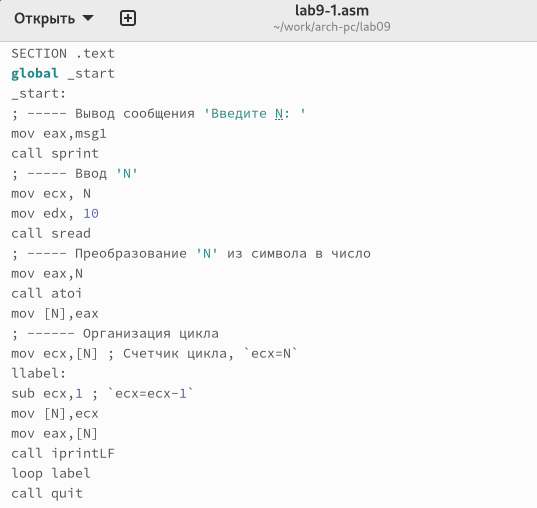 Открыть
lab9-1.asm
~/work/arch-pc/lab09
SECTION .text
global _start
_start:
; ----- Вывод сообщения 'Введите N: '
mov eax,msg1
call sprint
; ----- Ввод 'N'
mov ecx, N
mov edx, 10
call sread
; ----- Преобразование 'N' из символа в число
mov eax,N
call atoi
mov [N],eax
; ------ Организация цикла
mov ecx,[N] ; Счетчик цикла, `ecx=N`
llabel:
sub ecx,1 ; `ecx=ecx-1`
mov [N],ecx
mov eax,[N]
call iprintLF
loop label
call quit